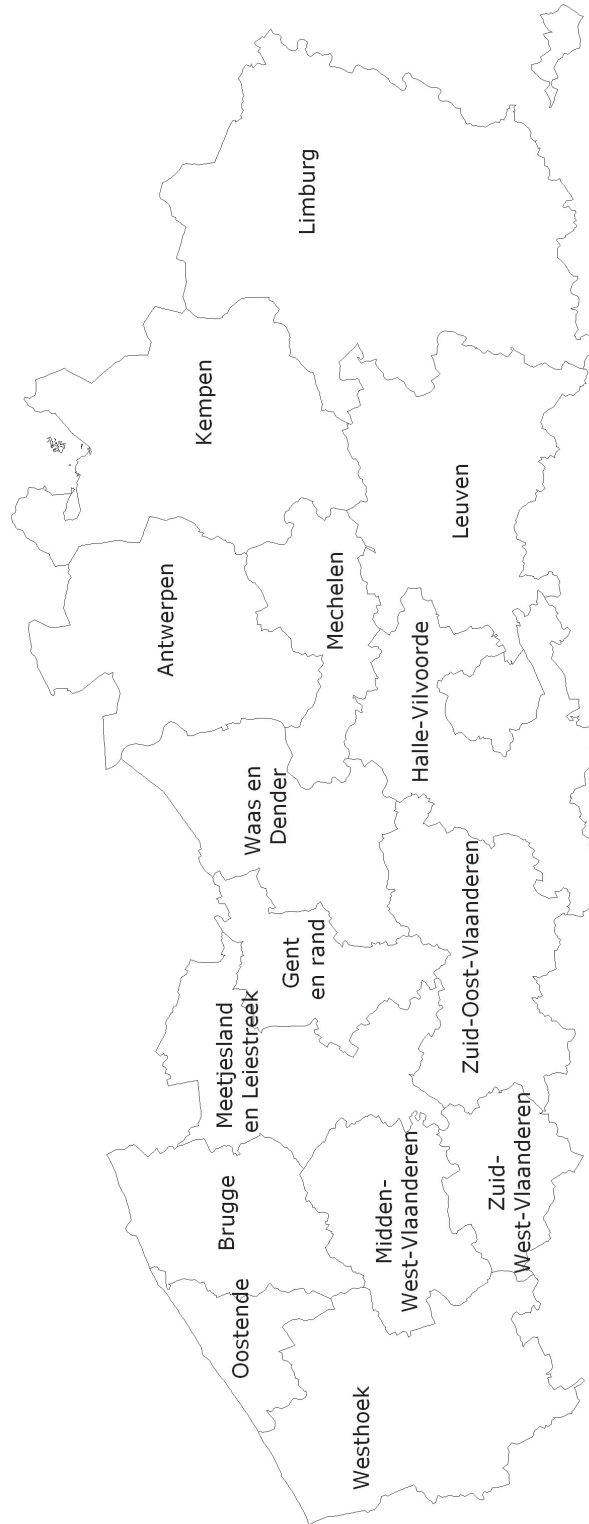 Limburg
Kempen
Leuven
Mechelen
Antwerpen
Halle-Vilvoorde
Waas en
Dender
Zuid-Oost-Vlaanderen
Gent
en rand
Meetjesland
en Leiestreek
Zuid-
West-Vlaanderen
Midden-
West-Vlaanderen
Brugge
Oostende
Westhoek